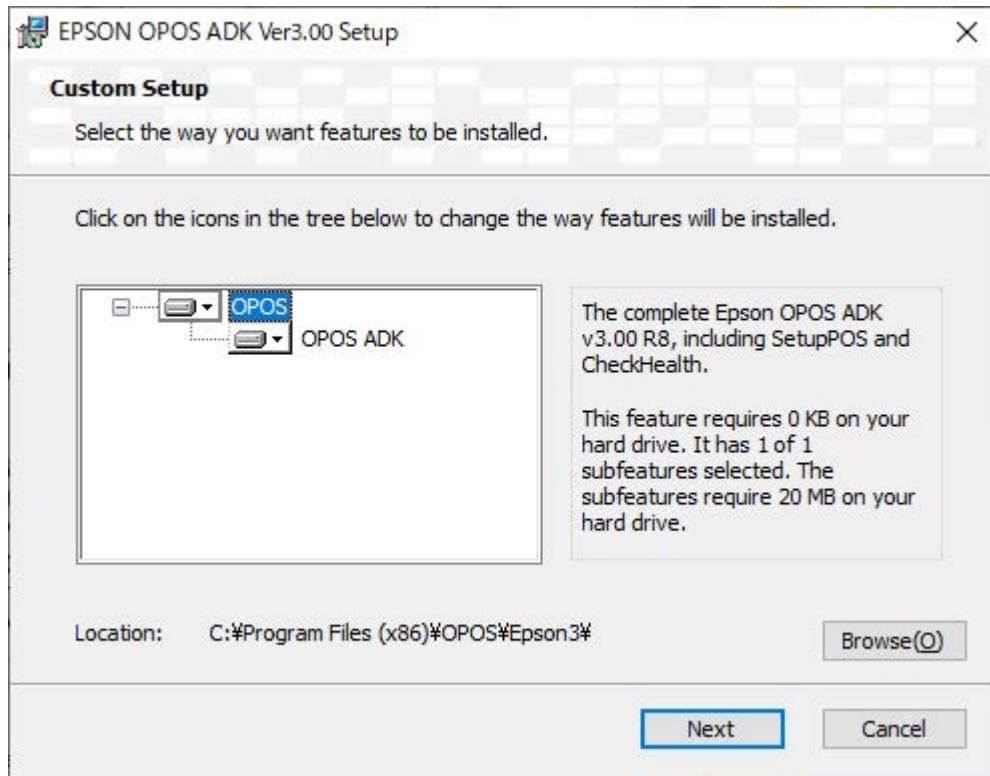 EPSON OPOS ADK Ver3.00 Setup
Custom Setup
Select the way you want features to be installed.
Click on the icons in the tree below to change the way features will be installed.
OPOS
OPOS ADK
The complete Epson OPOS ADK
v3.00 R8, including SetupPOS and
CheckHealth.
This feature requires 0 KB on your
hard drive. It has 1 of 1
subfeatures selected. The
subfeatures require 20 MB on your
hard drive.
Location: C:¥Program Files (x86)¥OPOS¥Epson3¥
Browse(O)
Next Cancel